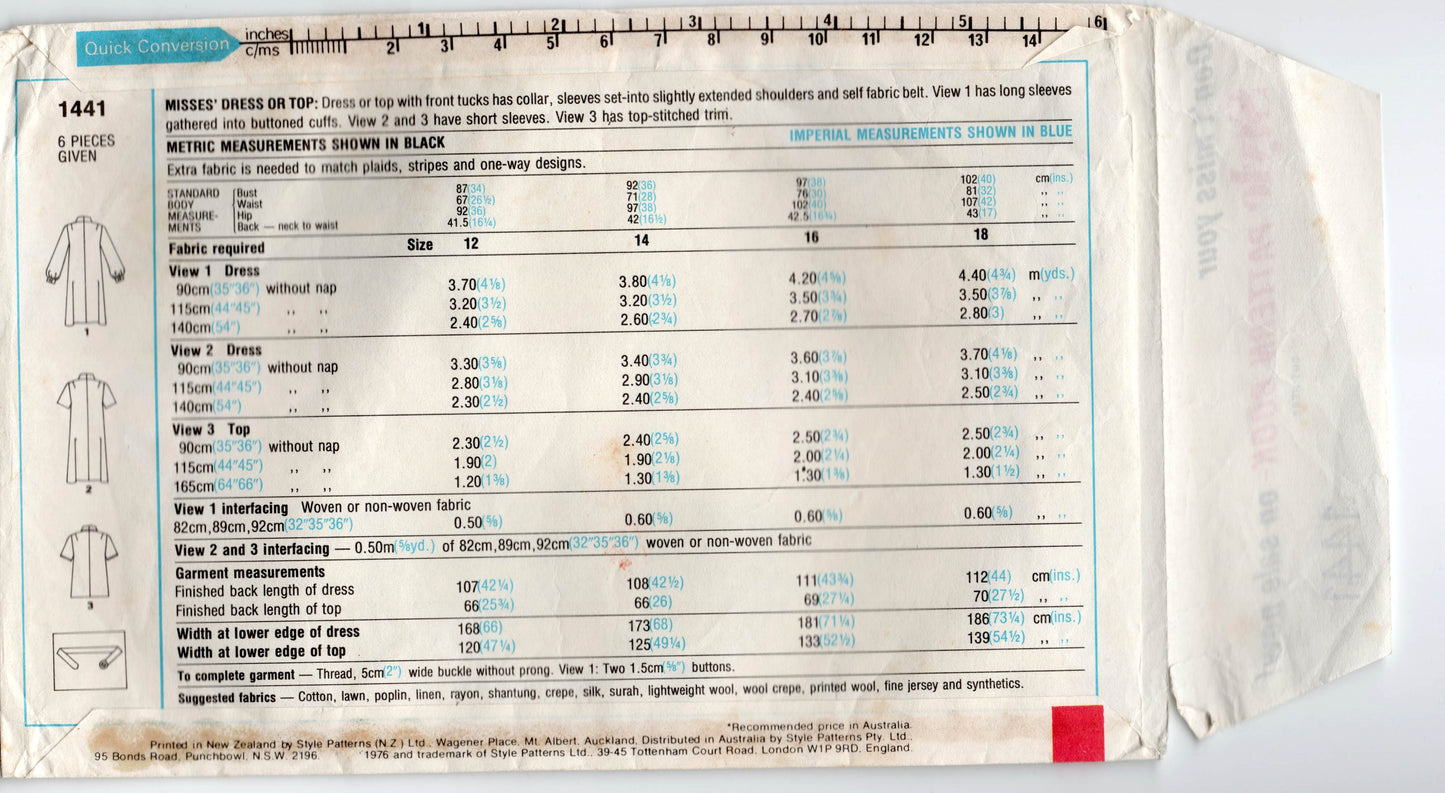 Quick Conversion
inches 1 2 3 4 5 6
c/ms 2 3 4 5 6 7 8 9 10 11 12 13 14
1441
6 PIECES
GIVEN
MISSES' DRESS OR TOP: Dress or top with front tucks has collar, sleeves set-into slightly extended shoulders and self fabric belt. View 1 has long sleeves
gathered into buttoned cuffs. View 2 and 3 have short sleeves. View 3 has top-stitched trim.
METRIC MEASUREMENTS SHOWN IN BLACK IMPERIAL MEASUREMENTS SHOWN IN BLUE
Extra fabric is needed to match plaids, stripes and one-way designs.
STANDARD Bust 87(34) 92(36) 97(38) 102(40) cm(ins.)
BODY Waist 67(26½) 71(28) 76(30) 81(32) ,, ,,
MEASURE- Hip 92(36) 97(38) 102(40) 107(42) ,, ,,
MENTS Back — neck to waist 41.5(16¼) 42(16½) 42.5(16¾) 43(17) ,, ,,
Fabric required Size 12 14 16 18
View 1 Dress
90cm(35"36") without nap 3.70(4⅛) 3.80(4⅛) 4.20(4⅝) 4.40(4¾) m(yds.)
115cm(44"45") ,, ,, 3.20(3½) 3.20(3½) 3.50(3¾) 3.50(3⅞) ,, ,,
140cm(54") ,, ,, 2.40(2⅝) 2.60(2¾) 2.70(2⅞) 2.80(3) ,, ,,
View 2 Dress
90cm(35"36") without nap 3.30(3⅝) 3.40(3¾) 3.60(3⅞) 3.70(4⅛) ,, ,,
115cm(44"45") ,, ,, 2.80(3⅛) 2.90(3⅛) 3.10(3⅜) 3.10(3⅜) ,, ,,
140cm(54") ,, ,, 2.30(2½) 2.40(2⅝) 2.40(2⅝) 2.50(2¾) ,, ,,
View 3 Top
90cm(35"36") without nap 2.30(2½) 2.40(2⅝) 2.50(2¾) 2.50(2¾) ,, ,,
115cm(44"45") ,, ,, 1.90(2) 1.90(2⅛) 2.00(2¼) 2.00(2¼) ,, ,,
165cm(64"66") ,, ,, 1.20(1⅜) 1.30(1⅜) 1.30(1⅜) 1.30(1½) ,, ,,
View 1 interfacing Woven or non-woven fabric
82cm,89cm,92cm(32"35"36") 0.50(⅝) 0.60(⅝) 0.60(⅝) 0.60(⅝) ,, ,,
View 2 and 3 interfacing — 0.50m(⅝yd.) of 82cm,89cm,92cm(32"35"36") woven or non-woven fabric
Garment measurements
Finished back length of dress 107(42¼) 108(42½) 111(43¾) 112(44) cm(ins.)
Finished back length of top 66(25¾) 66(26) 69(27¼) 70(27½) ,, ,,
Width at lower edge of dress 168(66) 173(68) 181(71¼) 186(73¼) cm(ins.)
Width at lower edge of top 120(47¼) 125(49¼) 133(52½) 139(54½) ,, ,,
To complete garment — Thread, 5cm(2") wide buckle without prong. View 1: Two 1.5cm(⅝") buttons.
Suggested fabrics — Cotton, lawn, poplin, linen, rayon, shantung, crepe, silk, surah, lightweight wool, wool crepe, printed wool, fine jersey and synthetics.
1
2
3
*Recommended price in Australia.
Printed in New Zealand by Style Patterns (N.Z.) Ltd., Wagener Place, Mt. Albert, Auckland. Distributed in Australia by Style Patterns Pty. Ltd.,
95 Bonds Road, Punchbowl, N.S.W. 2196. 1976 and trademark of Style Patterns Ltd., 39-45 Tottenham Court Road, London W1P 9RD, England.